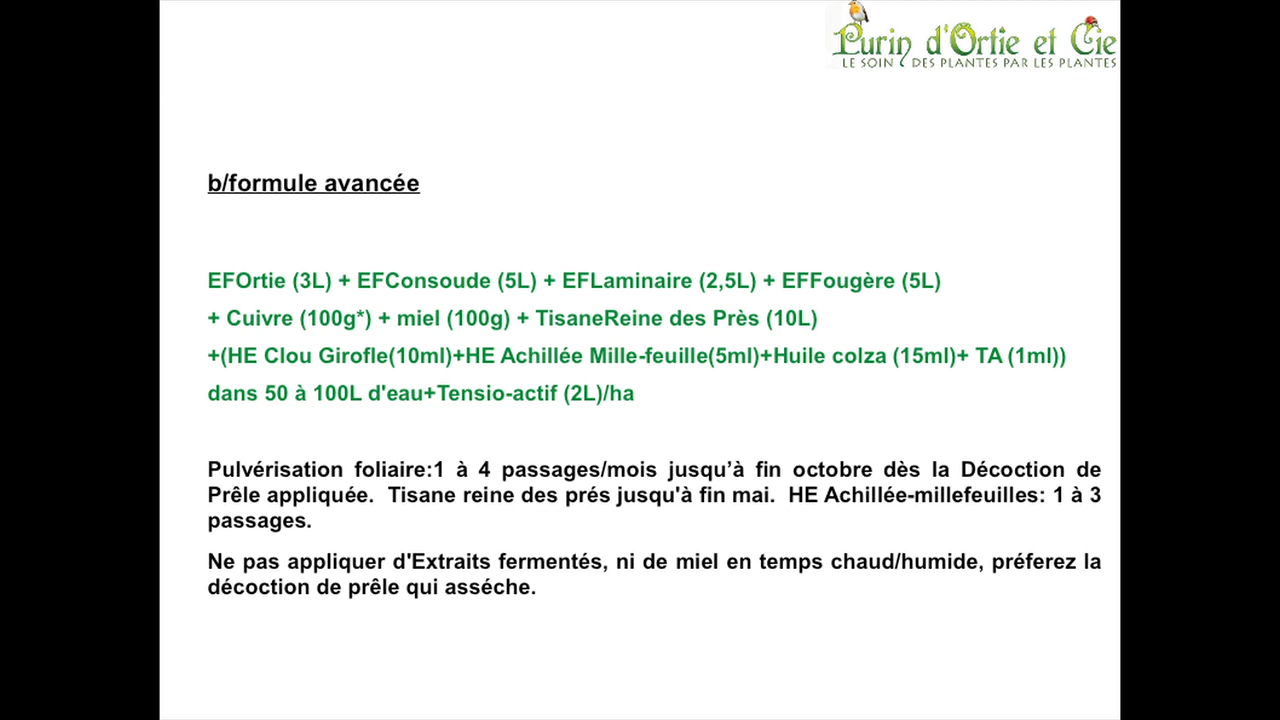 Purin d'Ortie et Cie
LE SOIN DES PLANTES PAR LES PLANTES
b/formule avancée
EFOrtie (3L) + EFConsoude (5L) + EFLaminaire (2,5L) + EFFougère (5L)
+ Cuivre (100g*) + miel (100g) + TisaneReine des Près (10L)
+(HE Clou Girofle(10ml)+HE Achillée Mille-feuille(5ml)+Huile colza (15ml)+ TA (1ml))
dans 50 à 100L d'eau+Tensio-actif (2L)/ha
Pulvérisation foliaire:1 à 4 passages/mois jusqu’à fin octobre dès la Décoction de
Prêle appliquée. Tisane reine des prés jusqu'à fin mai. HE Achillée-millefeuilles: 1 à 3
passages.
Ne pas appliquer d'Extraits fermentés, ni de miel en temps chaud/humide, préferez la
décoction de prêle qui asséche.